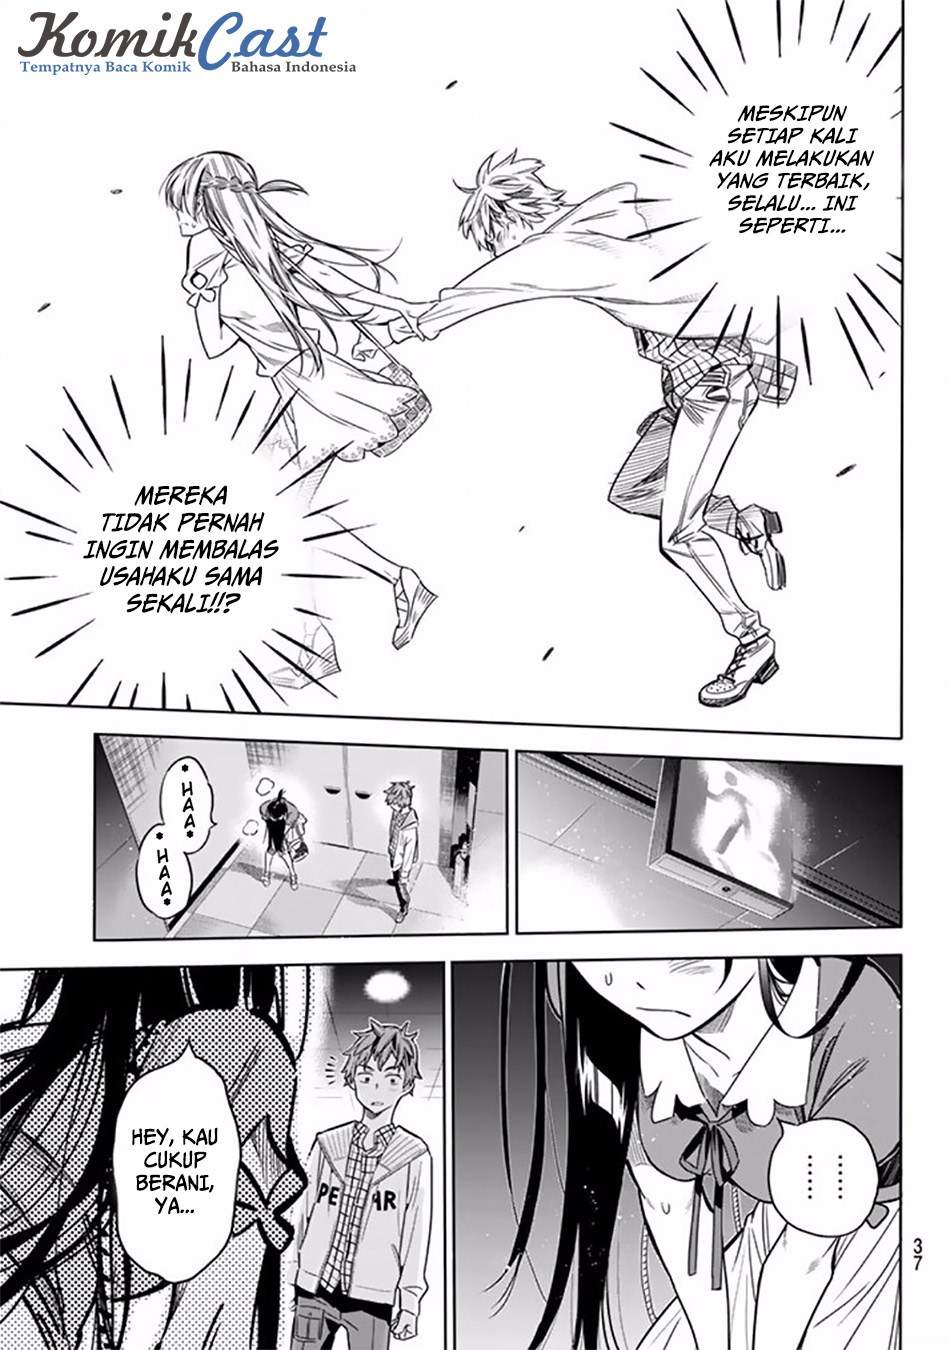 KomikCast
Tempatnya Baca Komik Bahasa Indonesia
MESKIPUN
SETIAP KALI
AKU MELAKUKAN
YANG TERBAIK,
SELALU... INI
SEPERTI...
MEREKA
TIDAK PERNAH
INGIN MEMBALAS
USAHAKU SAMA
SEKALI!!?
* HAA*
* HAA*
......
......
HEY, KAU
CUKUP
BERANI,
YA...
37